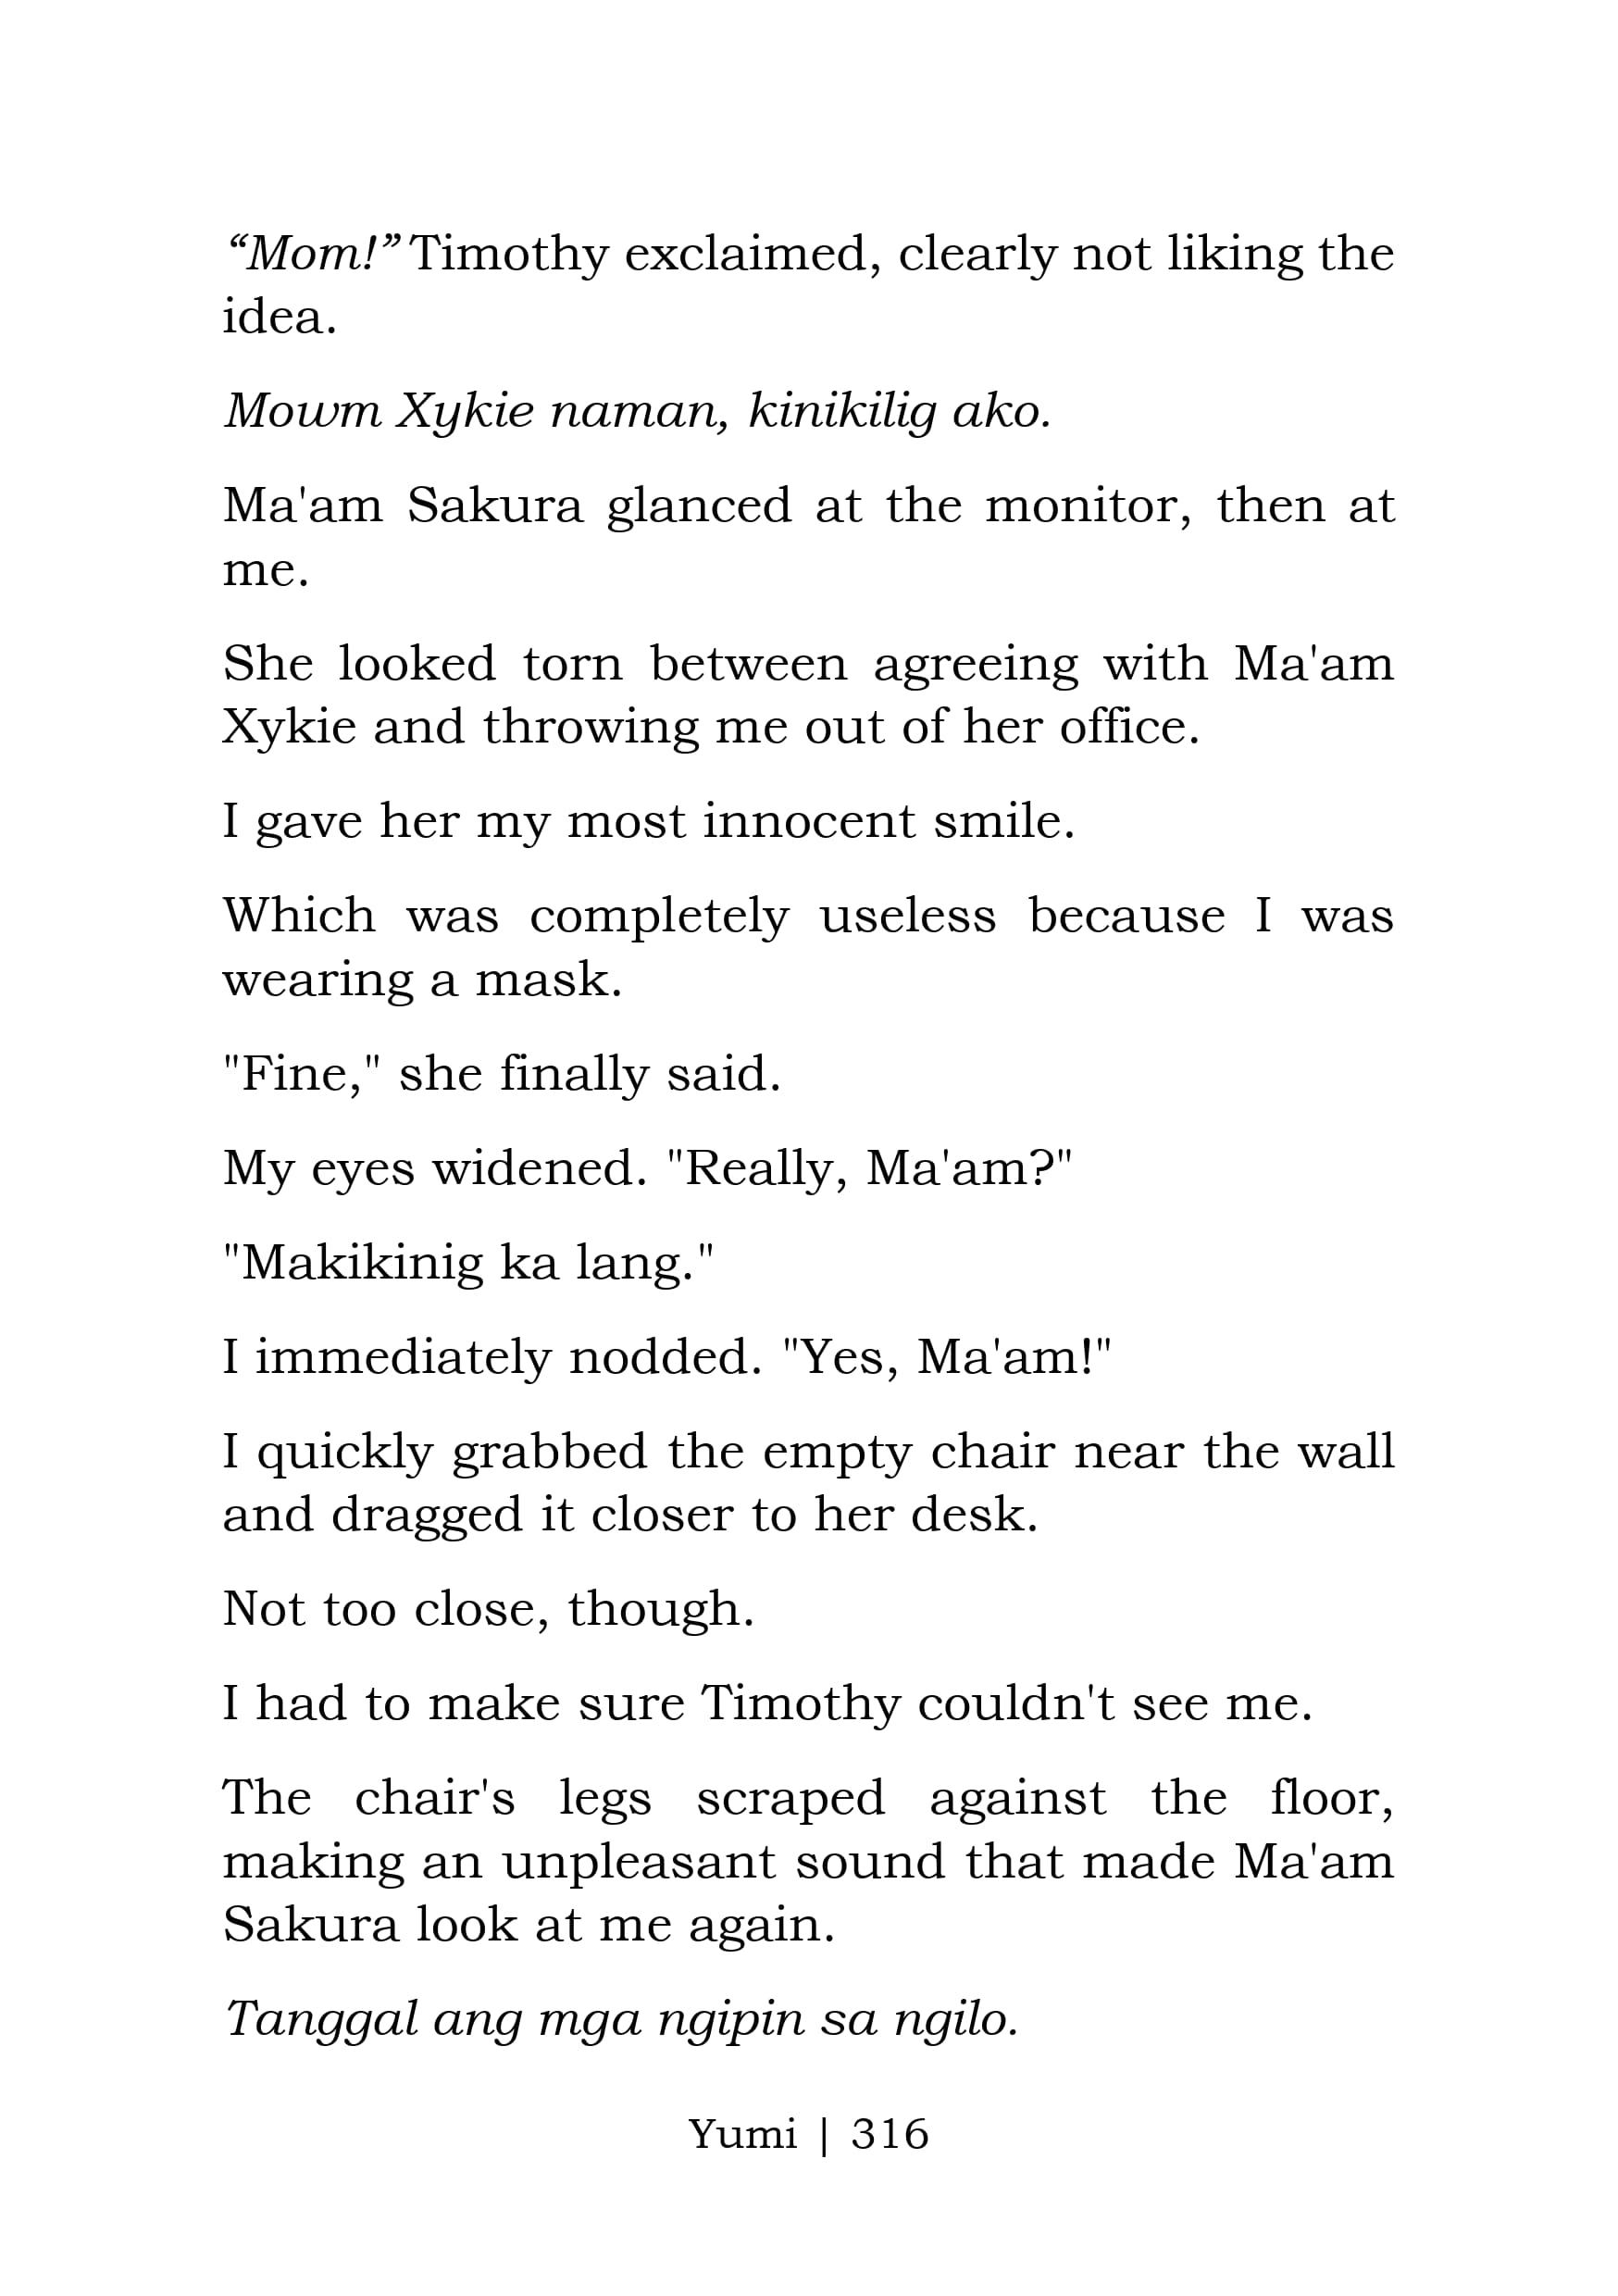 “Mom!” Timothy exclaimed, clearly not liking the
idea.
Mowm Xykie naman, kinikilig ako.
Ma'am Sakura glanced at the monitor, then at
me.
She looked torn between agreeing with Ma'am
Xykie and throwing me out of her office.
I gave her my most innocent smile.
Which was completely useless because I was
wearing a mask.
"Fine," she finally said.
My eyes widened. "Really, Ma'am?"
"Makikinig ka lang."
I immediately nodded. "Yes, Ma'am!"
I quickly grabbed the empty chair near the wall
and dragged it closer to her desk.
Not too close, though.
I had to make sure Timothy couldn't see me.
The chair's legs scraped against the floor,
making an unpleasant sound that made Ma'am
Sakura look at me again.
Tanggal ang mga ngipin sa ngilo.
Yumi | 316